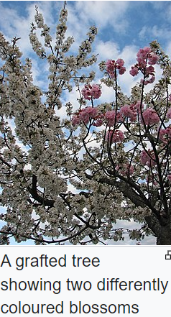 A grafted tree
showing two differently
coloured blossoms